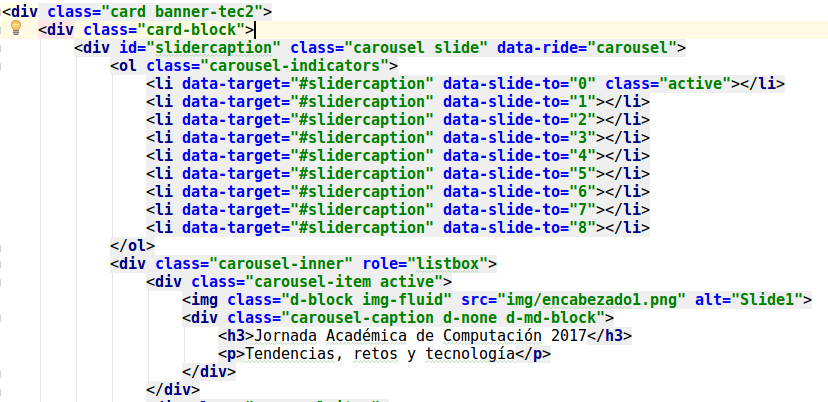 <div class="card banner-tec2">
<div class="card-block">
<div id="slidercaption" class="carousel slide" data-ride="carousel">
<ol class="carousel-indicators">
<li data-target="#slidercaption" data-slide-to="0" class="active"></li>
<li data-target="#slidercaption" data-slide-to="1"></li>
<li data-target="#slidercaption" data-slide-to="2"></li>
<li data-target="#slidercaption" data-slide-to="3"></li>
<li data-target="#slidercaption" data-slide-to="4"></li>
<li data-target="#slidercaption" data-slide-to="5"></li>
<li data-target="#slidercaption" data-slide-to="6"></li>
<li data-target="#slidercaption" data-slide-to="7"></li>
<li data-target="#slidercaption" data-slide-to="8"></li>
</ol>
<div class="carousel-inner" role="listbox">
<div class="carousel-item active">
<img class="d-block img-fluid" src="img/encabezado1.png" alt="Slide1">
<div class="carousel-caption d-none d-md-block">
<h3>Jornada Académica de Computación 2017</h3>
<p>Tendencias, retos y tecnología</p>
</div>
</div>